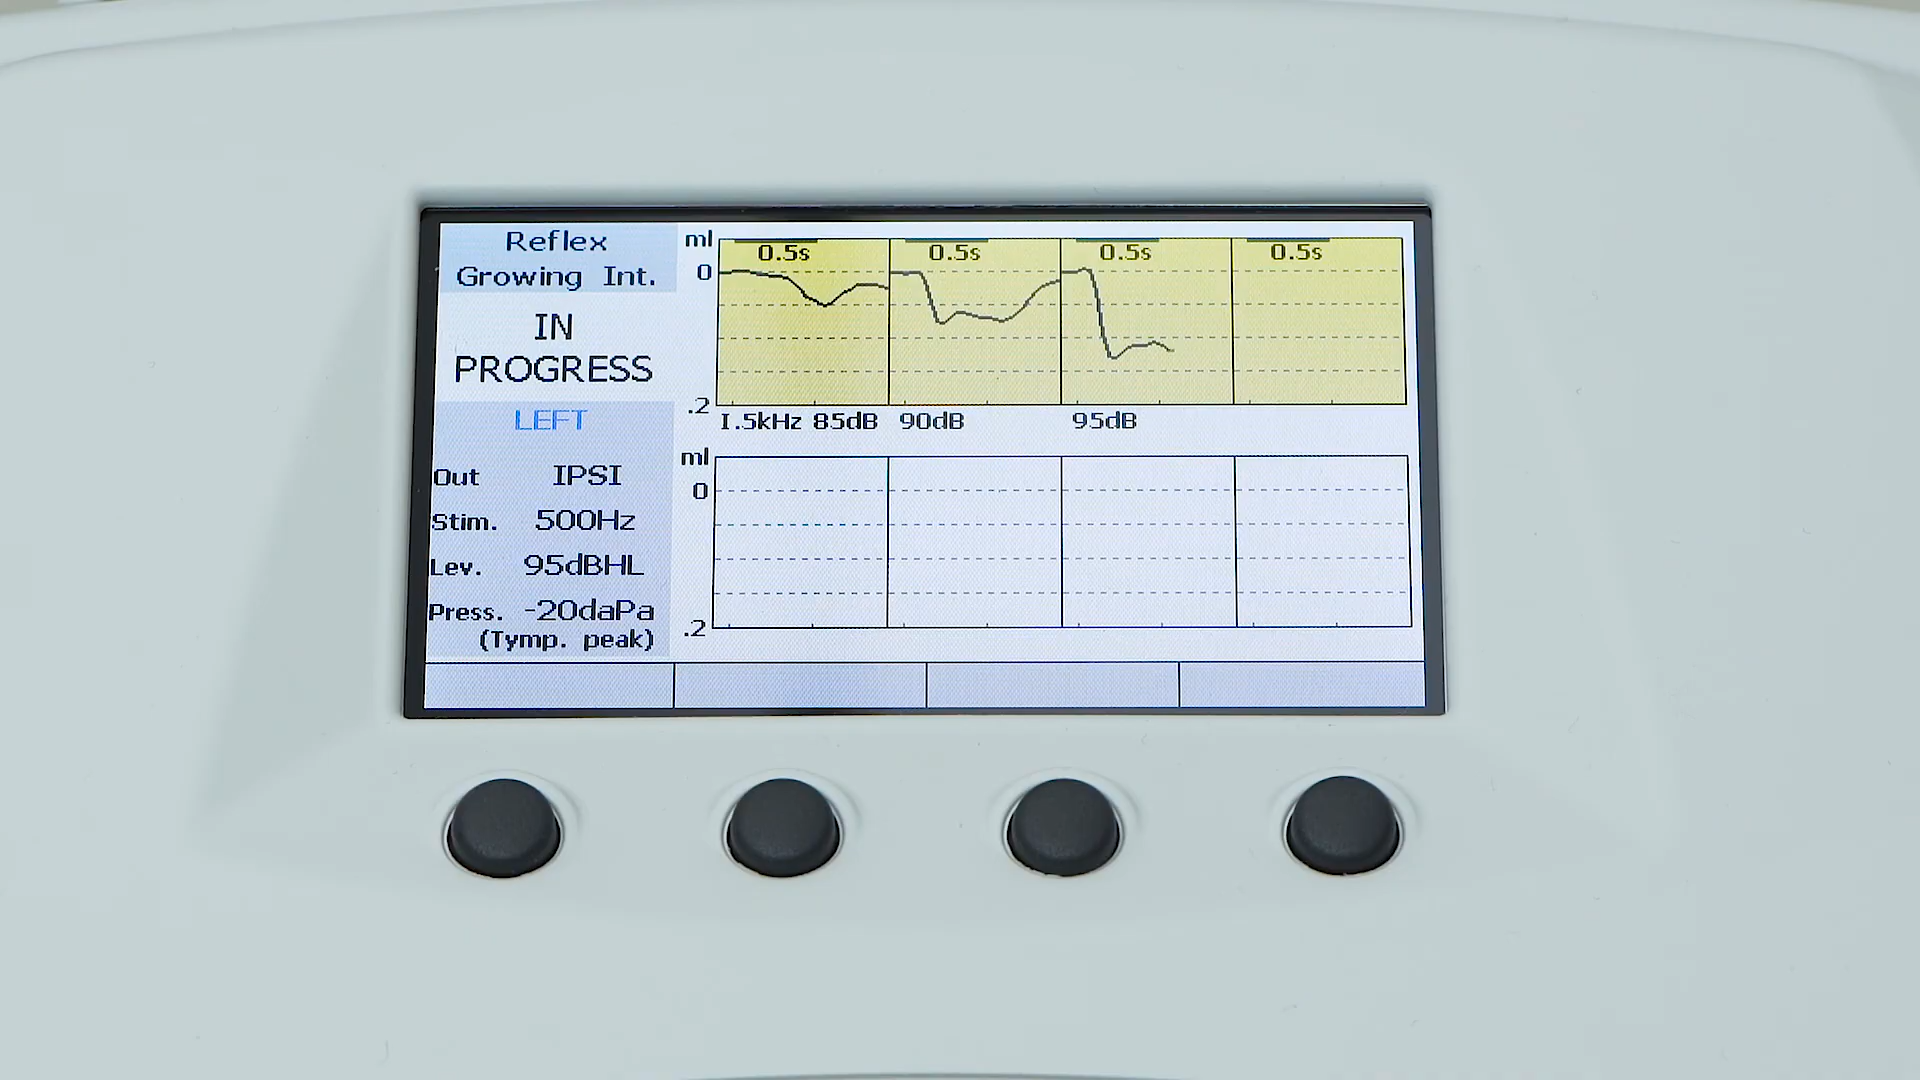 Reflex
Growing Int.
IN
PROGRESS
LEFT
Out IPSI
Stim. 500Hz
Lev. 95dBHL
Press. -20daPa
(Tymp. peak)
ml 0.5s 0.5s 0.5s 0.5s
0
.2
I.5kHz 85dB 90dB 95dB
ml
0
.2